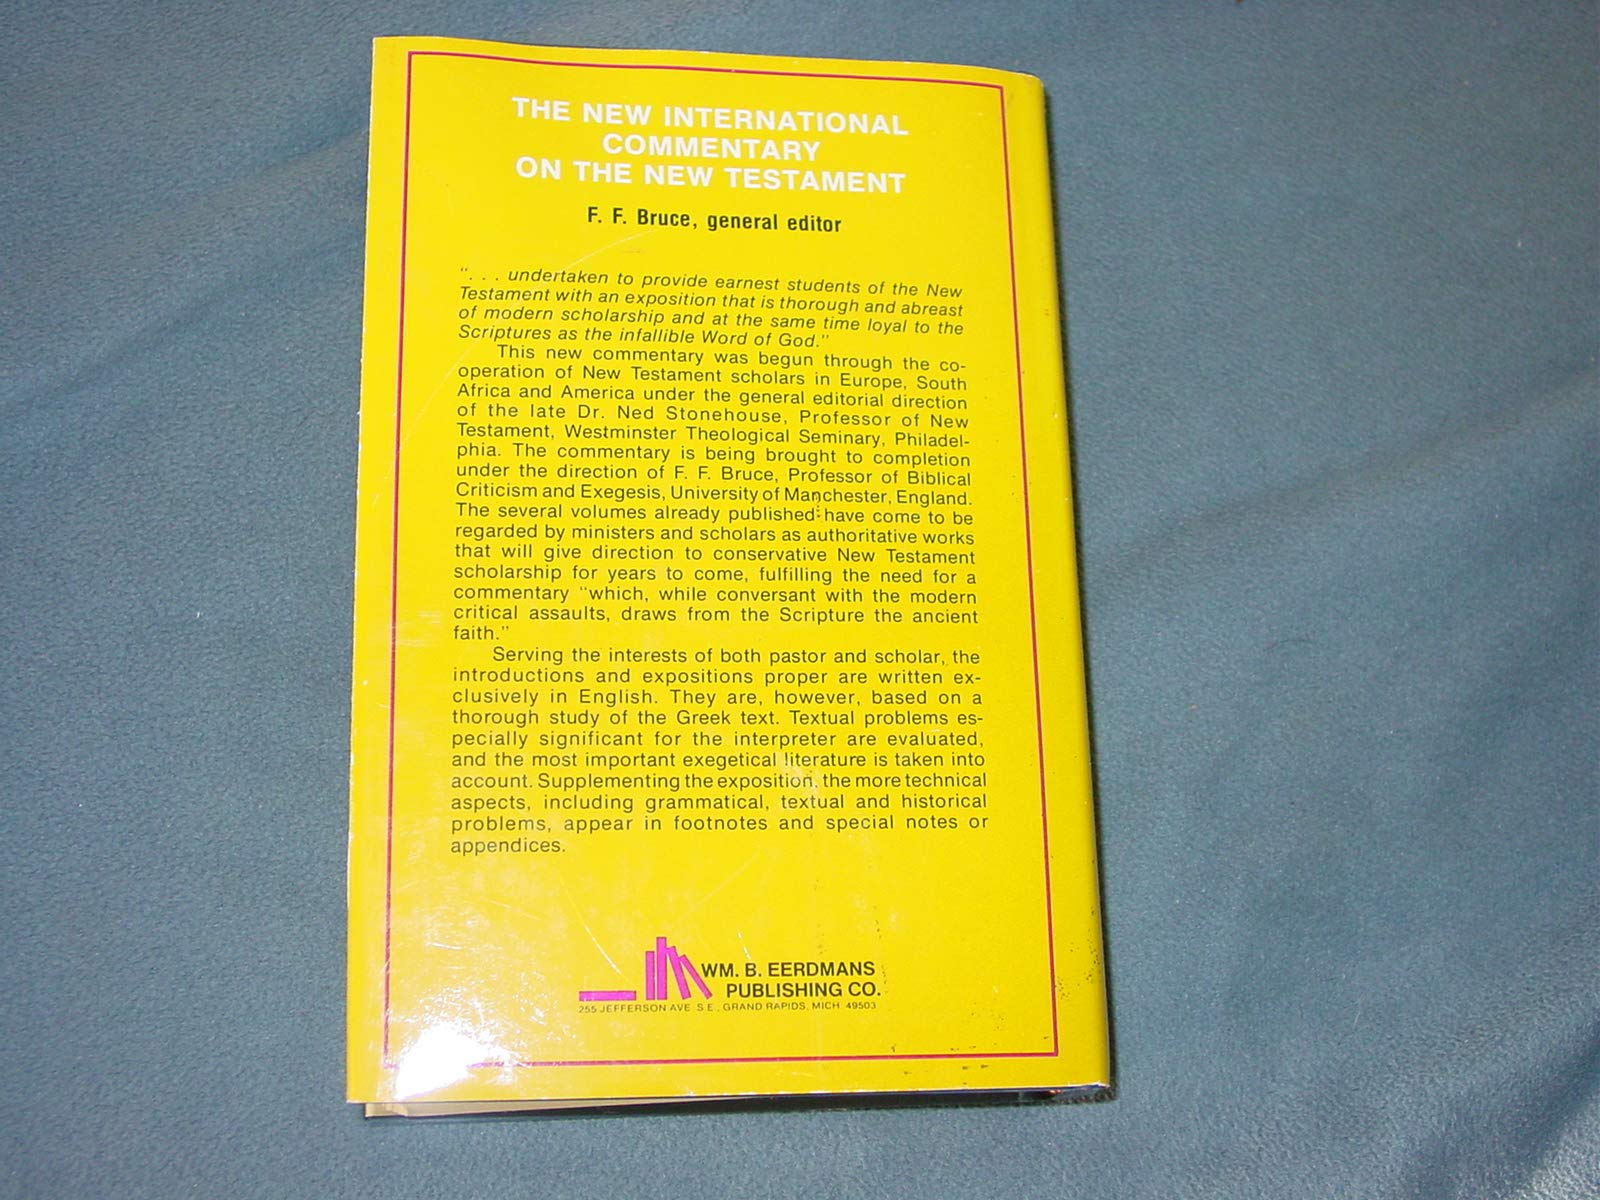 THE NEW INTERNATIONAL
COMMENTARY
ON THE NEW TESTAMENT
F. F. Bruce, general editor
". . . undertaken to provide earnest students of the New
Testament with an exposition that is thorough and abreast
of modern scholarship and at the same time loyal to the
Scriptures as the infallible Word of God."
This new commentary was begun through the co-
operation of New Testament scholars in Europe, South
Africa and America under the general editorial direction
of the late Dr. Ned Stonehouse, Professor of New
Testament, Westminster Theological Seminary, Philadel-
phia. The commentary is being brought to completion
under the direction of F. F. Bruce, Professor of Biblical
Criticism and Exegesis, University of Manchester, England.
The several volumes already published have come to be
regarded by ministers and scholars as authoritative works
that will give direction to conservative New Testament
scholarship for years to come, fulfilling the need for a
commentary "which, while conversant with the modern
critical assaults, draws from the Scripture the ancient
faith."
Serving the interests of both pastor and scholar, the
introductions and expositions proper are written ex-
clusively in English. They are, however, based on a
thorough study of the Greek text. Textual problems es-
pecially significant for the interpreter are evaluated,
and the most important exegetical literature is taken into
account. Supplementing the exposition, the more technical
aspects, including grammatical, textual and historical
problems, appear in footnotes and special notes or
appendices.
WM. B. EERDMANS
PUBLISHING CO.
255 JEFFERSON AVE. S.E., GRAND RAPIDS, MICH. 49503